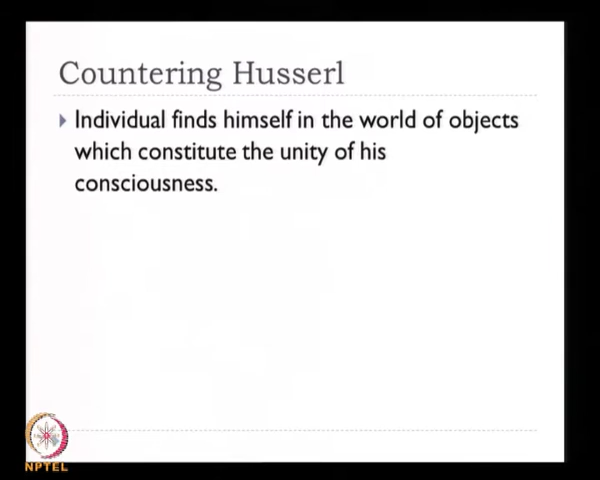 Countering Husserl
Individual finds himself in the world of objects
which constitute the unity of his
consciousness.
NPTEL